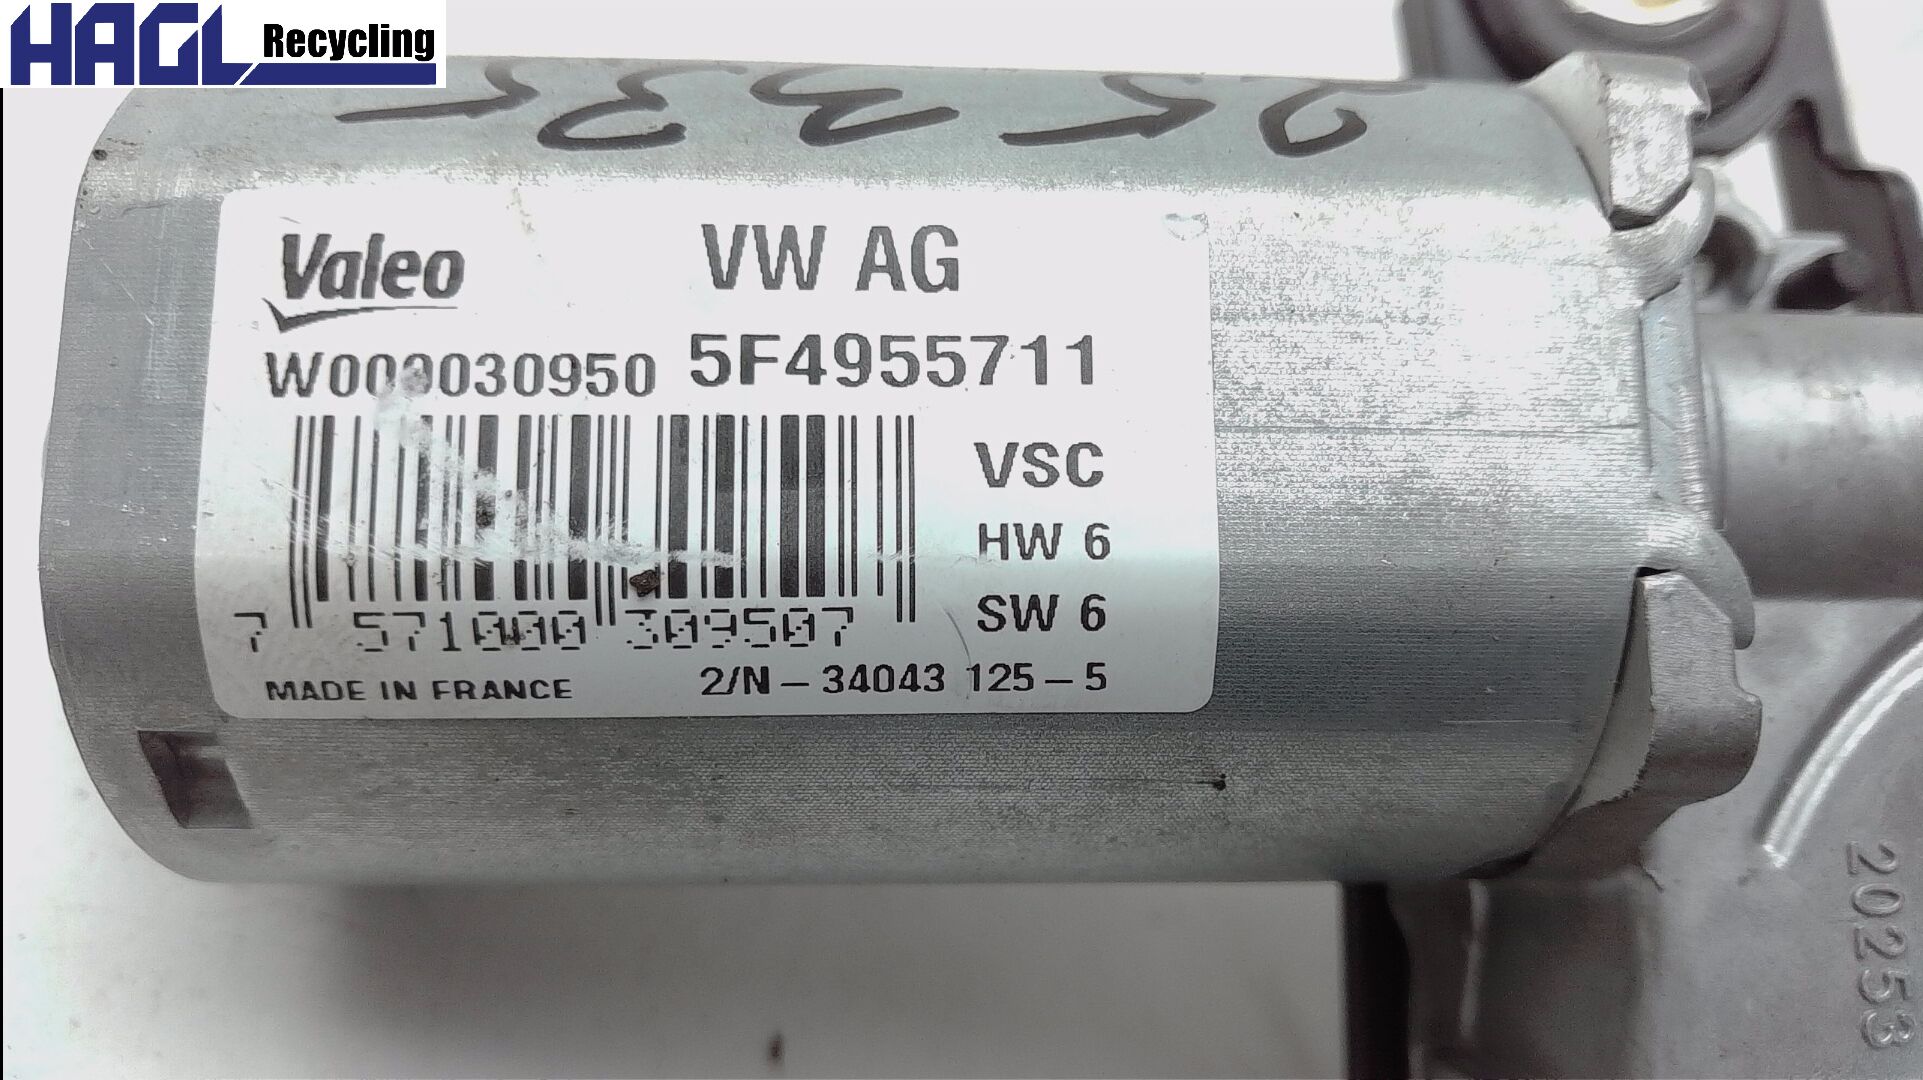 HAGL Recycling
Valeo
VW AG
W000030950 5F4955711
VSC
HW 6
SW 6
7 571000 309507
MADE IN FRANCE
2/N – 34043 125 – 5
202553